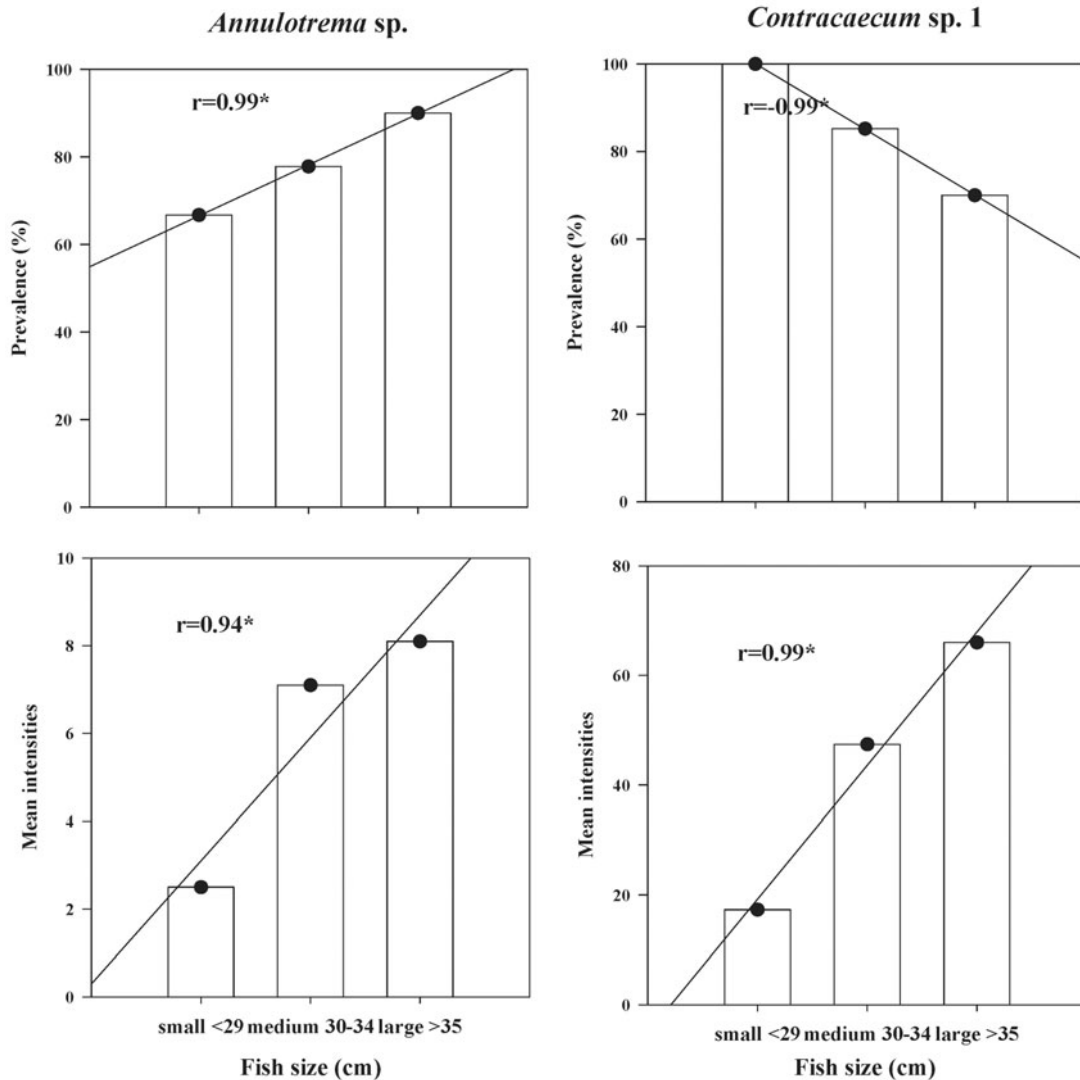 Annulotrema sp.
Contracaecum sp. 1
100
80
60
40
20
0
Prevalence (%)
r=0.99*
100
80
60
40
20
0
Prevalence (%)
r=-0.99*
10
8
6
4
2
0
Mean intensities
r=0.94*
small <29 medium 30-34 large >35
Fish size (cm)
80
60
40
20
0
Mean intensities
r=0.99*
small <29 medium 30-34 large >35
Fish size (cm)